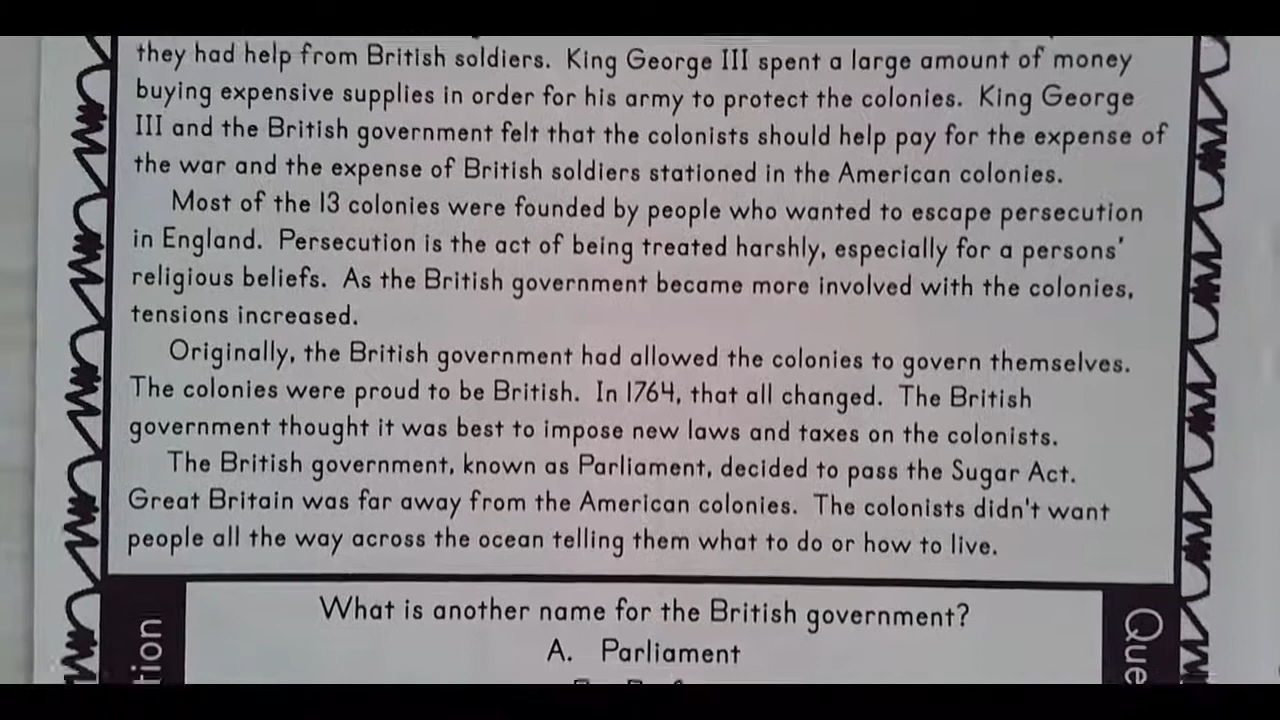 they had help from British soldiers. King George III spent a large amount of money
buying expensive supplies in order for his army to protect the colonies. King George
III and the British government felt that the colonists should help pay for the expense of
the war and the expense of British soldiers stationed in the American colonies.
Most of the 13 colonies were founded by people who wanted to escape persecution
in England. Persecution is the act of being treated harshly, especially for a persons'
religious beliefs. As the British government became more involved with the colonies,
tensions increased.
Originally, the British government had allowed the colonies to govern themselves.
The colonies were proud to be British. In 1764, that all changed. The British
government thought it was best to impose new laws and taxes on the colonists.
The British government, known as Parliament, decided to pass the Sugar Act.
Great Britain was far away from the American colonies. The colonists didn't want
people all the way across the ocean telling them what to do or how to live.
What is another name for the British government?
A. Parliament
tion
Que